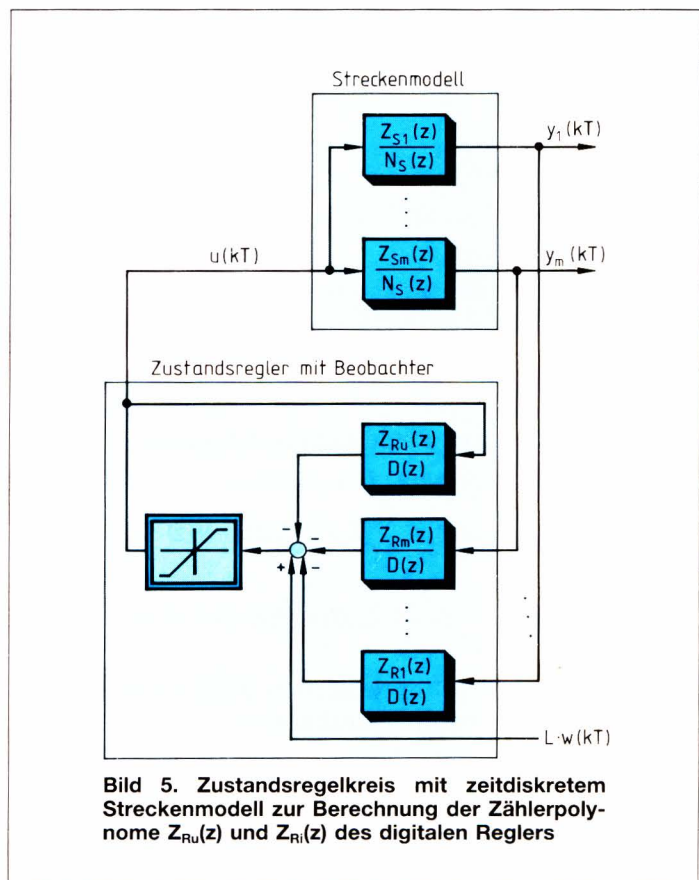 Streckenmodell
Z_S1(z)
N_S(z)
y_1(kT)
Z_Sm(z)
N_S(z)
u(kT)
y_m(kT)
Zustandsregler mit Beobachter
Z_Ru(z)
D(z)
Z_Rm(z)
D(z)
Z_R1(z)
D(z)
- - - +
L·w(kT)
Bild 5. Zustandsregelkreis mit zeitdiskretem
Streckenmodell zur Berechnung der Zählerpoly-
nome Z_Ru(z) und Z_Ri(z) des digitalen Reglers